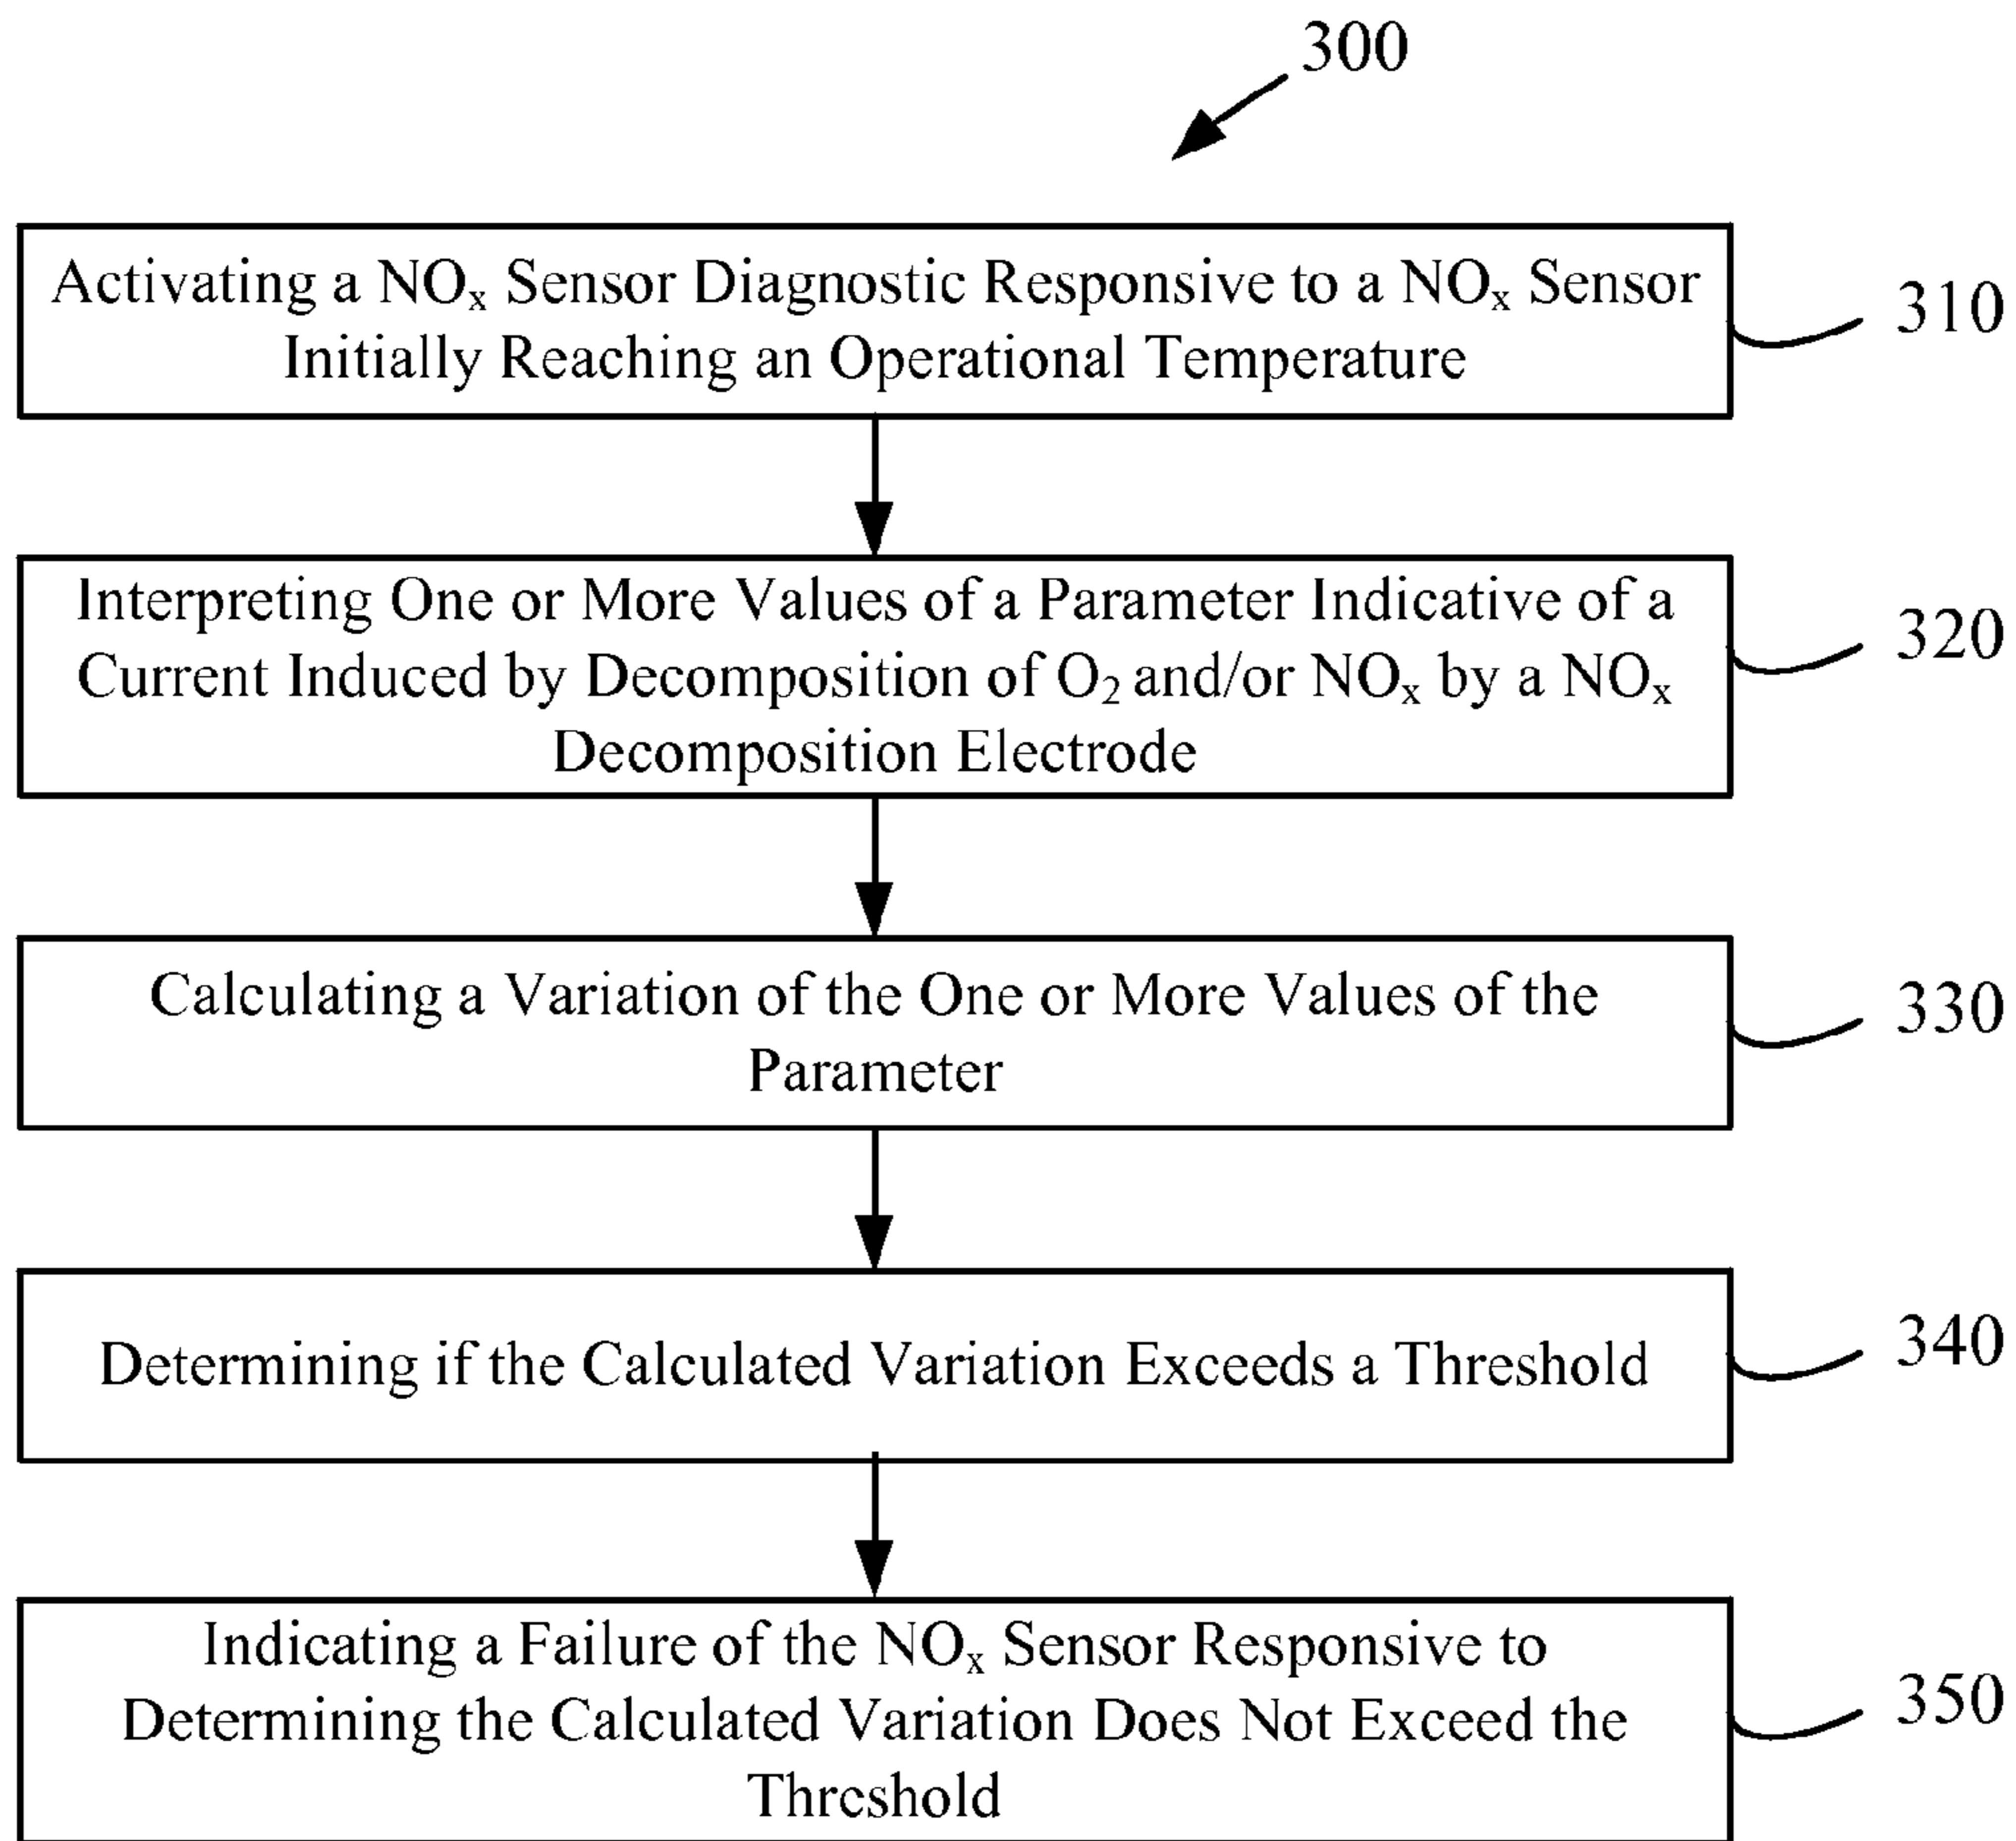 300
Activating a NOₓ Sensor Diagnostic Responsive to a NOₓ Sensor
Initially Reaching an Operational Temperature
310
Interpreting One or More Values of a Parameter Indicative of a
Current Induced by Decomposition of O₂ and/or NOₓ by a NOₓ
Decomposition Electrode
320
Calculating a Variation of the One or More Values of the
Parameter
330
Determining if the Calculated Variation Exceeds a Threshold
340
Indicating a Failure of the NOₓ Sensor Responsive to
Determining the Calculated Variation Does Not Exceed the
Threshold
350